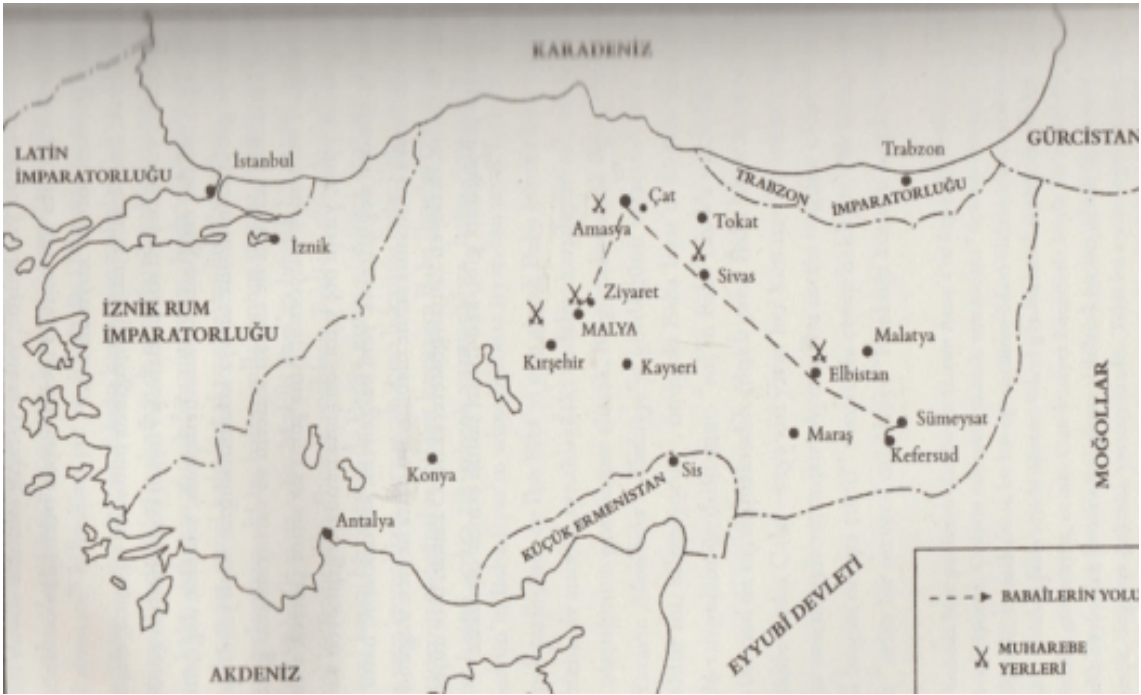 KARADENİZ
GÜRCİSTAN
LATİN
İMPARATORLUĞU
İstanbul
Trabzon
TRABZON
İMPARATORLUĞU
Çat
Amasya
Tokat
İznik
Sivas
Ziyaret
İZNİK RUM
İMPARATORLUĞU
MALYA
Malatya
Kırşehir
Kayseri
Elbistan
MOĞOLLAR
Sümeysat
Maraş
Kefersud
Konya
Sis
KÜÇÜK ERMENİSTAN
Antalya
EYYUBİ DEVLETİ
BABAİLERİN YOLU
MUHAREBE
YERLERİ
AKDENİZ